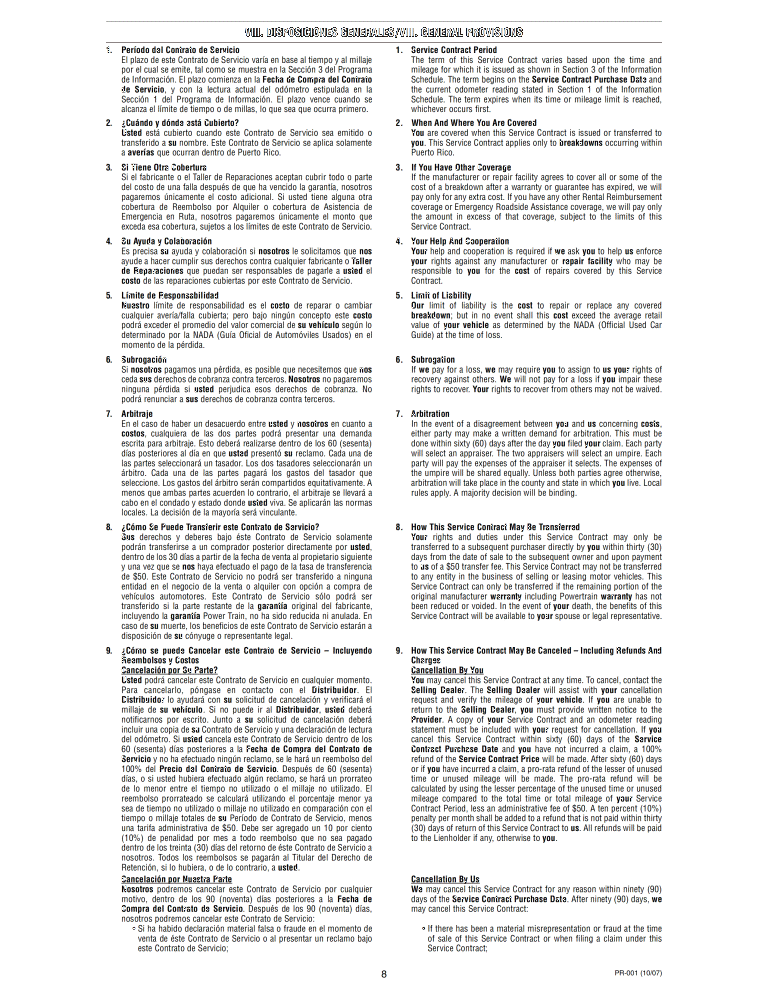 VIII. DISPOSICIONES GENERALES/VIII. GENERAL PROVISIONS
1. Período del Contrato de Servicio
El plazo de este Contrato de Servicio varía en base al tiempo y al millaje
por el cual se emite, tal como se muestra en la Sección 3 del Programa
de Información. El plazo comienza en la Fecha de Compra del Contrato
de Servicio, y con la lectura actual del odómetro estipulada en la
Sección 1 del Programa de Información. El plazo vence cuando se
alcanza el límite de tiempo o de millas, lo que sea que ocurra primero.
2. ¿Cuándo y dónde está Cubierto?
Usted está cubierto cuando este Contrato de Servicio sea emitido o
transferido a su nombre. Este Contrato de Servicio se aplica solamente
a averías que ocurran dentro de Puerto Rico.
3. Si Tiene Otra Cobertura
Si el fabricante o el Taller de Reparaciones aceptan cubrir todo o parte
del costo de una falla después de que ha vencido la garantía, nosotros
pagaremos únicamente el costo adicional. Si usted tiene alguna otra
cobertura de Reembolso por Alquiler o cobertura de Asistencia de
Emergencia en Ruta, nosotros pagaremos únicamente el monto que
exceda esa cobertura, sujetos a los límites de este Contrato de Servicio.
4. Su Ayuda y Colaboración
Es precisa su ayuda y colaboración si nosotros le solicitamos que nos
ayude a hacer cumplir sus derechos contra cualquier fabricante o Taller
de Reparaciones que puedan ser responsables de pagarle a usted el
costo de las reparaciones cubiertas por este Contrato de Servicio.
5. Límite de Responsabilidad
Nuestro límite de responsabilidad es el costo de reparar o cambiar
cualquier avería/falla cubierta; pero bajo ningún concepto este costo
podrá exceder el promedio del valor comercial de su vehículo según lo
determinado por la NADA (Guía Oficial de Automóviles Usados) en el
momento de la pérdida.
6. Subrogación
Si nosotros pagamos una pérdida, es posible que necesitemos que nos
ceda sus derechos de cobranza contra terceros. Nosotros no pagaremos
ninguna pérdida si usted perjudica esos derechos de cobranza. No
podrá renunciar a sus derechos de cobranza contra terceros.
7. Arbitraje
En el caso de haber un desacuerdo entre usted y nosotros en cuanto a
costos, cualquiera de las dos partes podrá presentar una demanda
escrita para arbitraje. Esto deberá realizarse dentro de los 60 (sesenta)
días posteriores al día en que usted presentó su reclamo. Cada una de
las partes seleccionará un tasador. Los dos tasadores seleccionarán un
árbitro. Cada una de las partes pagará los gastos del tasador que
seleccione. Los gastos del árbitro serán compartidos equitativamente. A
menos que ambas partes acuerden lo contrario, el arbitraje se llevará a
cabo en el condado y estado donde usted viva. Se aplicarán las normas
locales. La decisión de la mayoría será vinculante.
8. ¿Cómo Se Puede Transferir este Contrato de Servicio?
Sus derechos y deberes bajo éste Contrato de Servicio solamente
podrán transferirse a un comprador posterior directamente por usted,
dentro de los 30 días a partir de la fecha de venta al propietario siguiente
y una vez que se nos haya efectuado el pago de la tasa de transferencia
de $50. Este Contrato de Servicio no podrá ser transferido a ninguna
entidad en el negocio de la venta o alquiler con opción a compra de
vehículos automotores. Este Contrato de Servicio sólo podrá ser
transferido si la parte restante de la garantía original del fabricante,
incluyendo la garantía Power Train, no ha sido reducida ni anulada. En
caso de su muerte, los beneficios de este Contrato de Servicio estarán a
disposición de su cónyuge o representante legal.
9. ¿Cómo se puede Cancelar este Contrato de Servicio – Incluyendo
Reembolsos y Costos
Cancelación por Su Parte?
Usted podrá cancelar este Contrato de Servicio en cualquier momento.
Para cancelarlo, póngase en contacto con el Distribuidor. El
Distribuidor lo ayudará con su solicitud de cancelación y verificará el
millaje de su vehículo. Si no puede ir al Distribuidor, usted deberá
notificarnos por escrito. Junto a su solicitud de cancelación deberá
incluir una copia de su Contrato de Servicio y una declaración de lectura
del odómetro. Si usted cancela este Contrato de Servicio dentro de los
60 (sesenta) días posteriores a la Fecha de Compra del Contrato de
Servicio y no ha efectuado ningún reclamo, se le hará un reembolso del
100% del Precio del Contrato de Servicio. Después de 60 (sesenta)
días, o si usted hubiera efectuado algún reclamo, se hará un prorrateo
de lo menor entre el tiempo no utilizado o el millaje no utilizado. El
reembolso prorrateado se calculará utilizando el porcentaje menor ya
sea de tiempo no utilizado o millaje no utilizado en comparación con el
tiempo o millaje totales de su Período de Contrato de Servicio, menos
una tarifa administrativa de $50. Debe ser agregado un 10 por ciento
(10%) de penalidad por mes a todo reembolso que no sea pagado
dentro de los treinta (30) días del retorno de éste Contrato de Servicio a
nosotros. Todos los reembolsos se pagarán al Titular del Derecho de
Retención, si lo hubiera, o de lo contrario, a usted.
Cancelación por Nuestra Parte
Nosotros podremos cancelar este Contrato de Servicio por cualquier
motivo, dentro de los 90 (noventa) días posteriores a la Fecha de
Compra del Contrato de Servicio. Después de los 90 (noventa) días,
nosotros podremos cancelar este Contrato de Servicio:
° Si ha habido declaración material falsa o fraude en el momento de
venta de éste Contrato de Servicio o al presentar un reclamo bajo
este Contrato de Servicio;
1. Service Contract Period
The term of this Service Contract varies based upon the time and
mileage for which it is issued as shown in Section 3 of the Information
Schedule. The term begins on the Service Contract Purchase Date and
the current odometer reading stated in Section 1 of the Information
Schedule. The term expires when its time or mileage limit is reached,
whichever occurs first.
2. When And Where You Are Covered
You are covered when this Service Contract is issued or transferred to
you. This Service Contract applies only to breakdowns occurring within
Puerto Rico.
3. If You Have Other Coverage
If the manufacturer or repair facility agrees to cover all or some of the
cost of a breakdown after a warranty or guarantee has expired, we will
pay only for any extra cost. If you have any other Rental Reimbursement
coverage or Emergency Roadside Assistance coverage, we will pay only
the amount in excess of that coverage, subject to the limits of this
Service Contract.
4. Your Help And Cooperation
Your help and cooperation is required if we ask you to help us enforce
your rights against any manufacturer or repair facility who may be
responsible to you for the cost of repairs covered by this Service
Contract.
5. Limit of Liability
Our limit of liability is the cost to repair or replace any covered
breakdown; but in no event shall this cost exceed the average retail
value of your vehicle as determined by the NADA (Official Used Car
Guide) at the time of loss.
6. Subrogation
If we pay for a loss, we may require you to assign to us your rights of
recovery against others. We will not pay for a loss if you impair these
rights to recover. Your rights to recover from others may not be waived.
7. Arbitration
In the event of a disagreement between you and us concerning costs,
either party may make a written demand for arbitration. This must be
done within sixty (60) days after the day you filed your claim. Each party
will select an appraiser. The two appraisers will select an umpire. Each
party will pay the expenses of the appraiser it selects. The expenses of
the umpire will be shared equally. Unless both parties agree otherwise,
arbitration will take place in the county and state in which you live. Local
rules apply. A majority decision will be binding.
8. How This Service Contract May Be Transferred
Your rights and duties under this Service Contract may only be
transferred to a subsequent purchaser directly by you within thirty (30)
days from the date of sale to the subsequent owner and upon payment
to us of a $50 transfer fee. This Service Contract may not be transferred
to any entity in the business of selling or leasing motor vehicles. This
Service Contract can only be transferred if the remaining portion of the
original manufacturer warranty including Powertrain warranty has not
been reduced or voided. In the event of your death, the benefits of this
Service Contract will be available to your spouse or legal representative.
9. How This Service Contract May Be Canceled – Including Refunds And
Charges
Cancellation By You
You may cancel this Service Contract at any time. To cancel, contact the
Selling Dealer. The Selling Dealer will assist with your cancellation
request and verify the mileage of your vehicle. If you are unable to
return to the Selling Dealer, you must provide written notice to the
Provider. A copy of your Service Contract and an odometer reading
statement must be included with your request for cancellation. If you
cancel this Service Contract within sixty (60) days of the Service
Contract Purchase Date and you have not incurred a claim, a 100%
refund of the Service Contract Price will be made. After sixty (60) days
or if you have incurred a claim, a pro-rata refund of the lesser of unused
time or unused mileage will be made. The pro-rata refund will be
calculated by using the lesser percentage of the unused time or unused
mileage compared to the total time or total mileage of your Service
Contract Period, less an administrative fee of $50. A ten percent (10%)
penalty per month shall be added to a refund that is not paid within thirty
(30) days of return of this Service Contract to us. All refunds will be paid
to the Lienholder if any, otherwise to you.
Cancellation By Us
We may cancel this Service Contract for any reason within ninety (90)
days of the Service Contract Purchase Date. After ninety (90) days, we
may cancel this Service Contract:
° If there has been a material misrepresentation or fraud at the time
of sale of this Service Contract or when filing a claim under this
Service Contract;
8
PR-001 (10/07)